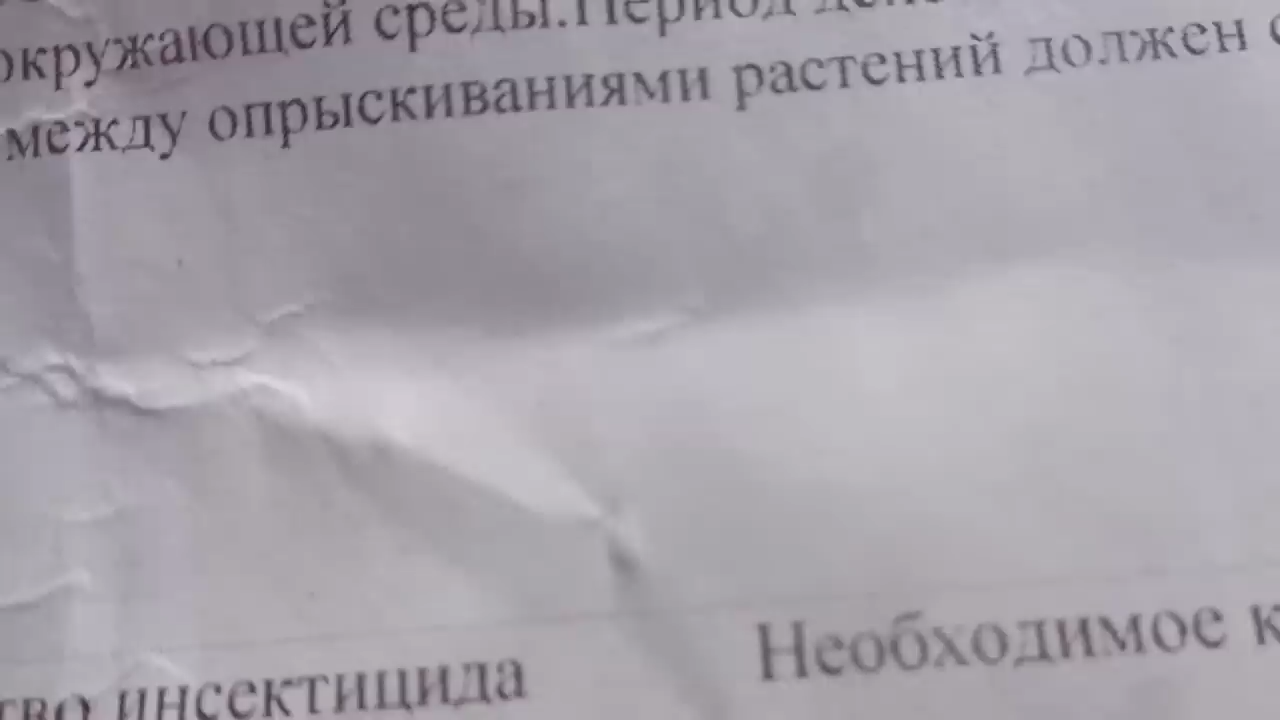 окружающей среды.Период
между опрыскиваниями растений должен
инсектицида
Необходимое